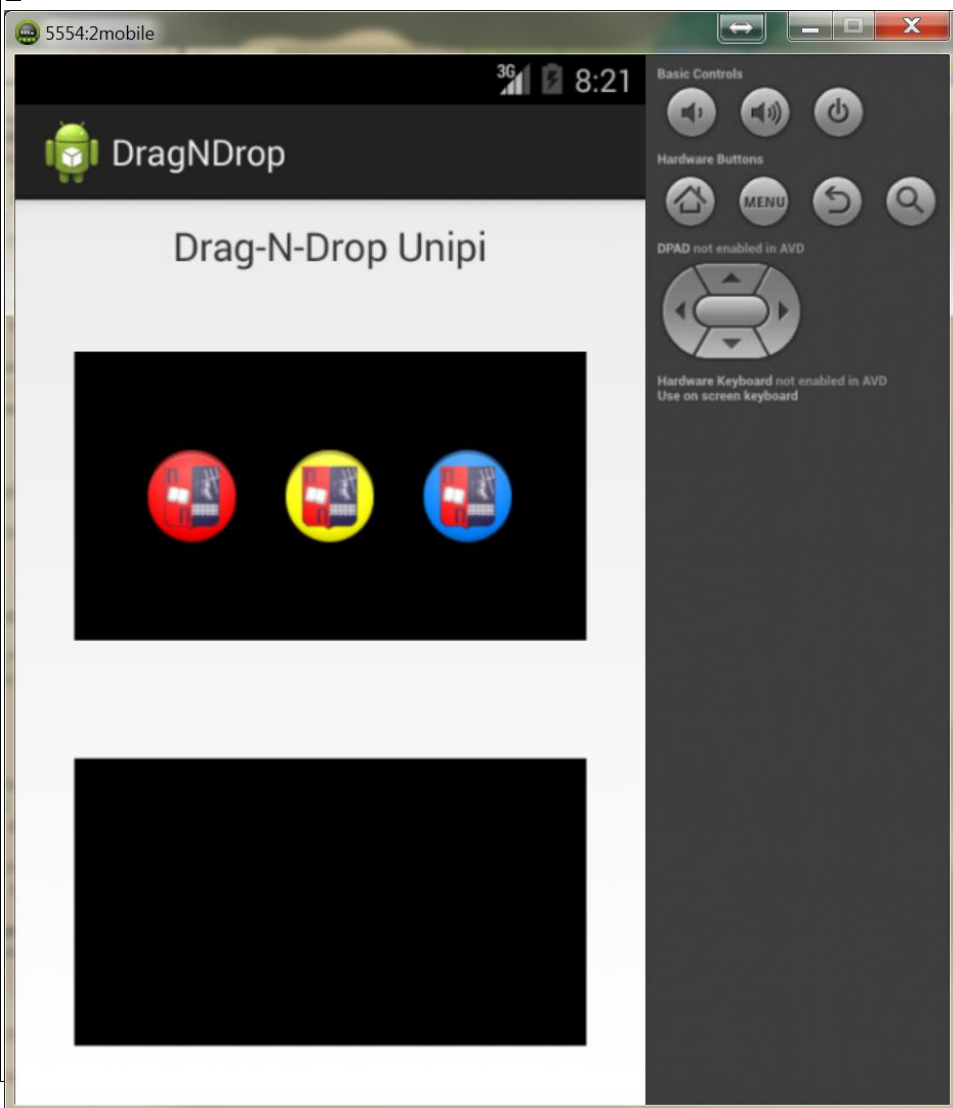 5554:2mobile
3G 8:21
DragNDrop
Drag-N-Drop Unipi
Basic Controls
Hardware Buttons
MENU
DPAD not enabled in AVD
Hardware Keyboard not enabled in AVD
Use on screen keyboard